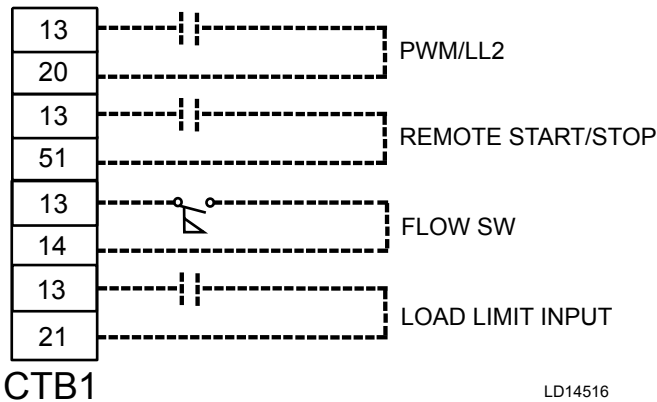 13
20
PWM/LL2
13
51
REMOTE START/STOP
13
14
FLOW SW
13
21
LOAD LIMIT INPUT
CTB1
LD14516